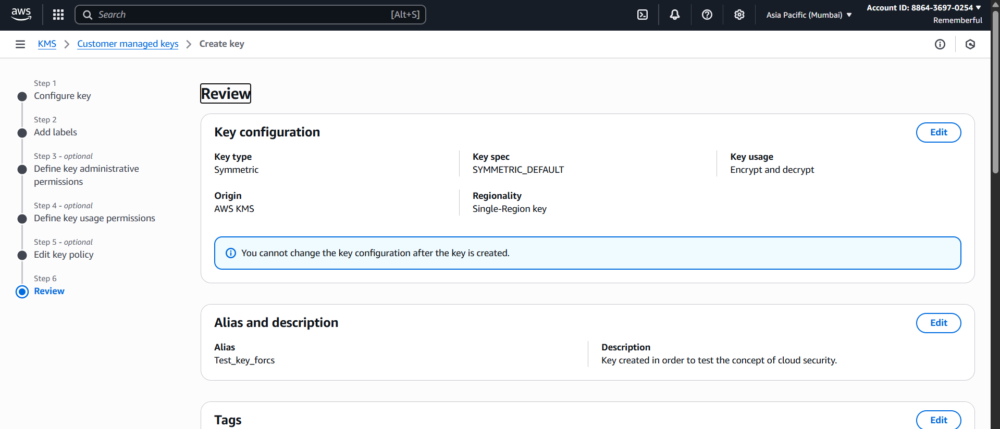 aws
Search [Alt+S]
Asia Pacific (Mumbai)
Account ID: 8864-3697-0254
Rememberful
KMS
Customer managed keys
Create key
Step 1
Configure key
Step 2
Add labels
Step 3 - optional
Define key administrative
permissions
Step 4 - optional
Define key usage permissions
Step 5 - optional
Edit key policy
Step 6
Review
Review
Key configuration
Edit
Key type
Symmetric
Key spec
SYMMETRIC_DEFAULT
Key usage
Encrypt and decrypt
Origin
AWS KMS
Regionality
Single-Region key
You cannot change the key configuration after the key is created.
Alias and description
Edit
Alias
Test_key_forcs
Description
Key created in order to test the concept of cloud security.
Tags
Edit